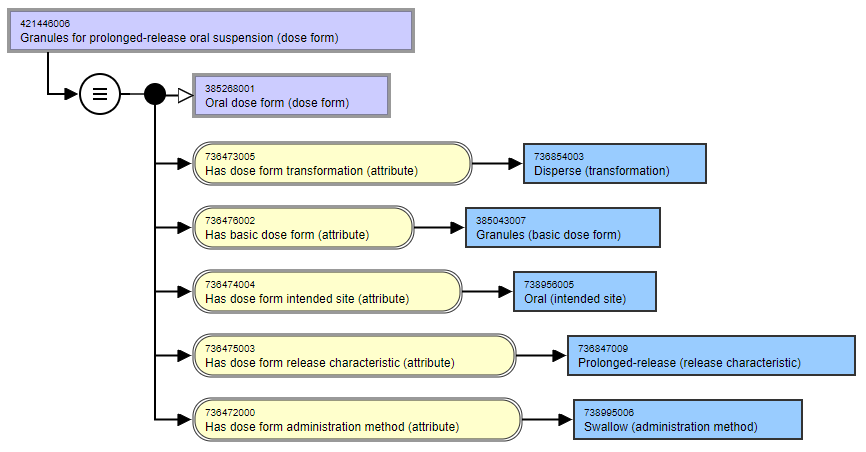 421446006
Granules for prolonged-release oral suspension (dose form)
385268001
Oral dose form (dose form)
736473005
Has dose form transformation (attribute)
736854003
Disperse (transformation)
736476002
Has basic dose form (attribute)
385043007
Granules (basic dose form)
736474004
Has dose form intended site (attribute)
738956005
Oral (intended site)
736475003
Has dose form release characteristic (attribute)
736847009
Prolonged-release (release characteristic)
736472000
Has dose form administration method (attribute)
738995006
Swallow (administration method)